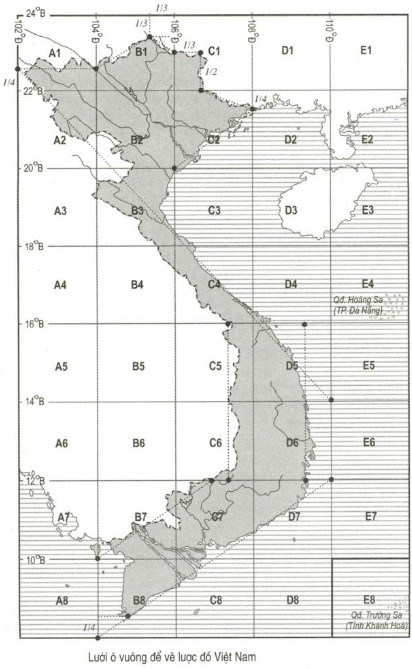 24°B
102°Đ
104°Đ
1/3
106°Đ
1/3
108°Đ
110°Đ
A1 B1 C1 D1 E1
1/4
1/2
22°B
1/4
A2 B2 C2 D2 E2
20°B
A3 B3 C3 D3 E3
18°B
A4 B4 C4 D4 E4
Qđ. Hoàng Sa
(TP. Đà Nẵng)
16°B
A5 B5 C5 D5 E5
14°B
A6 B6 C6 D6 E6
12°B
A7 B7 C7 D7 E7
10°B
A8 B8 C8 D8 E8
Qđ. Trường Sa
(Tỉnh Khánh Hoà)
1/4
Lưới ô vuông để vẽ lược đồ Việt Nam